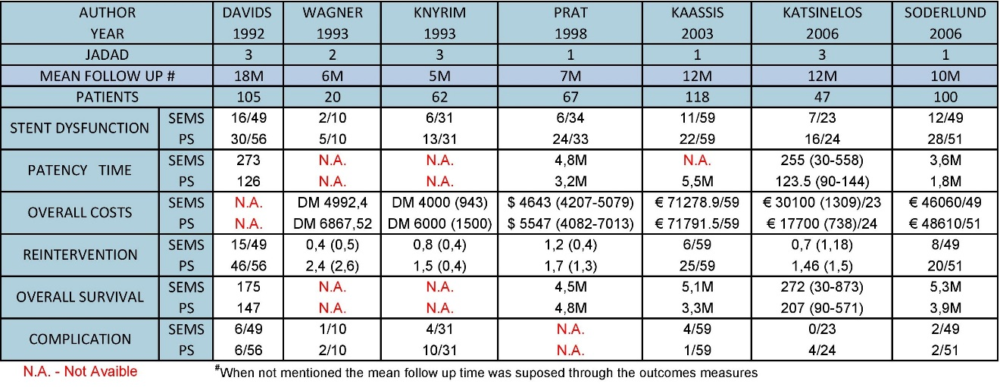 AUTHOR DAVIDS WAGNER KNYRIM PRAT KAASSIS KATSINELOS SODERLUND
YEAR 1992 1993 1993 1998 2003 2006 2006
JADAD 3 2 3 1 1 3 1
MEAN FOLLOW UP # 18M 6M 5M 7M 12M 12M 10M
PATIENTS 105 20 62 67 118 47 100
STENT DYSFUNCTION SEMS 16/49 2/10 6/31 6/34 11/59 7/23 12/49
PS 30/56 5/10 13/31 24/33 22/59 16/24 28/51
PATENCY TIME SEMS 273 N.A. N.A. 4,8M N.A. 255 (30-558) 3,6M
PS 126 N.A. N.A. 3,2M 5,5M 123.5 (90-144) 1,8M
OVERALL COSTS SEMS N.A. DM 4992,4 DM 4000 (943) $ 4643 (4207-5079) € 71278.9/59 € 30100 (1309)/23 € 46060/49
PS N.A. DM 6867,52 DM 6000 (1500) $ 5547 (4082-7013) € 71791.5/59 € 17700 (738)/24 € 48610/51
REINTERVENTION SEMS 15/49 0,4 (0,5) 0,8 (0,4) 1,2 (0,4) 6/59 0,7 (1,18) 8/49
PS 46/56 2,4 (2,6) 1,5 (0,4) 1,7 (1,3) 25/59 1,46 (1,5) 20/51
OVERALL SURVIVAL SEMS 175 N.A. N.A. 4,5M 5,1M 272 (30-873) 5,3M
PS 147 N.A. N.A. 4,8M 3,3M 207 (90-571) 3,9M
COMPLICATION SEMS 6/49 1/10 4/31 N.A. 4/59 0/23 2/49
PS 6/56 2/10 10/31 N.A. 1/59 4/24 2/51
N.A. - Not Avaible #When not mentioned the mean follow up time was suposed through the outcomes measures